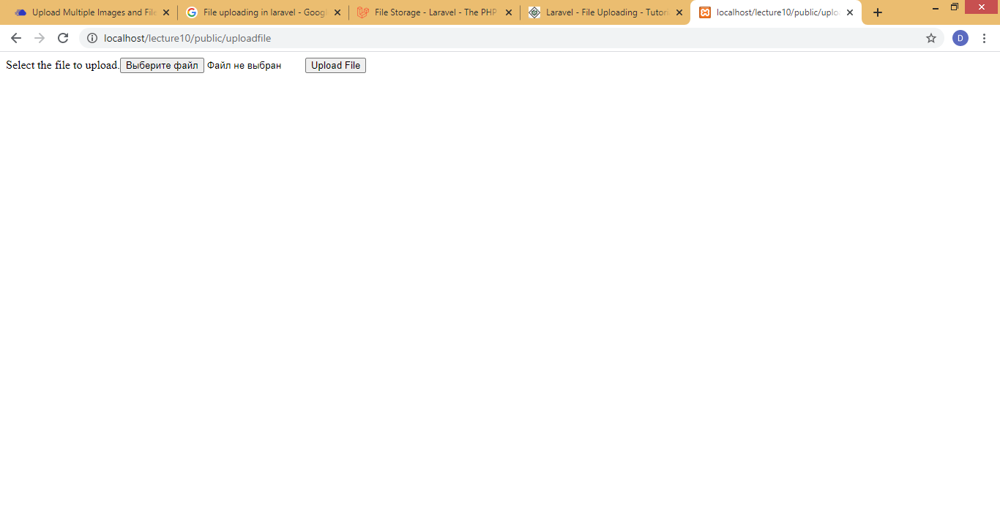 Upload Multiple Images and File
File uploading in laravel - Googl
File Storage - Laravel - The PHP
Laravel - File Uploading - Tutori
localhost/lecture10/public/uplo
localhost/lecture10/public/uploadfile
D
Select the file to upload. Выберите файл Файл не выбран Upload File